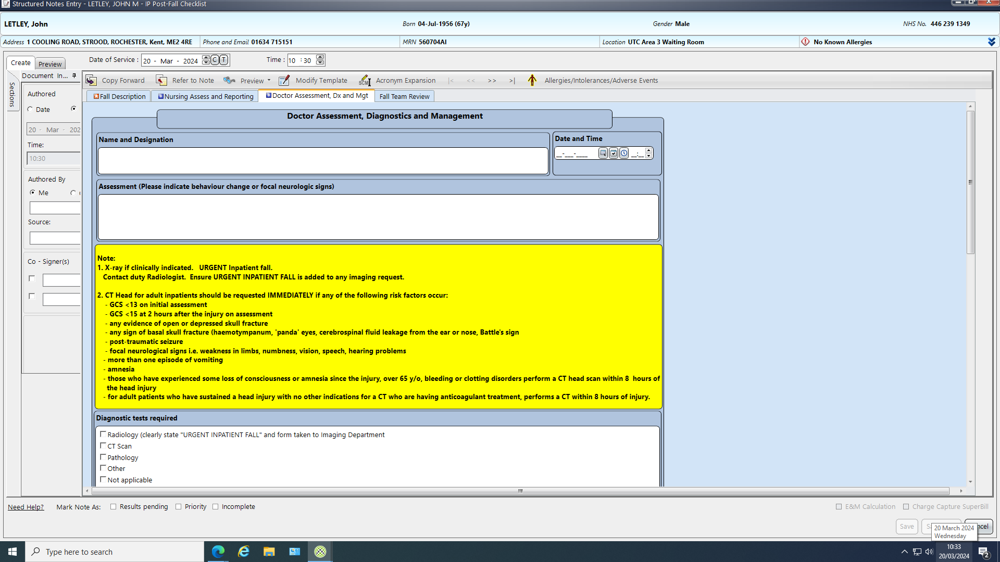 Structured Notes Entry - LETLEY, JOHN M - IP Post-Fall Checklist
LETLEY, John
Born 04-Jul-1956 (67y)
Gender Male
NHS No. 446 239 1349
Address 1 COOLING ROAD, STROOD, ROCHESTER, Kent, ME2 4RE
Phone and Email 01634 715151
MRN 560704AI
Location UTC Area 3 Waiting Room
No Known Allergies
Create
Preview
Date of Service :
20 - Mar - 2024
C
T
Time :
10 : 30
Sections
Document In...
Copy Forward
Refer to Note
Preview
Modify Template
SCM
Acronym Expansion
|<
<<
>>
>|
Allergies/Intolerances/Adverse Events
Fall Description
Nursing Assess and Reporting
Doctor Assessment, Dx and Mgt
Fall Team Review
Authored
Date
20 - Mar - 202
Time:
10:30
Authored By
Me
Source:
Co - Signer(s)
Doctor Assessment, Diagnostics and Management
Name and Designation
Date and Time
__-___-____
__:__
Assessment (Please indicate behaviour change or focal neurologic signs)
Note:
1. X-ray if clinically indicated. URGENT Inpatient fall.
Contact duty Radiologist. Ensure URGENT INPATIENT FALL is added to any imaging request.
2. CT Head for adult inpatients should be requested IMMEDIATELY if any of the following risk factors occur:
- GCS <13 on initial assessment
- GCS <15 at 2 hours after the injury on assessment
- any evidence of open or depressed skull fracture
- any sign of basal skull fracture (haemotympanum, 'panda' eyes, cerebrospinal fluid leakage from the ear or nose, Battle's sign
- post-traumatic seizure
- focal neurological signs i.e. weakness in limbs, numbness, vision, speech, hearing problems
- more than one episode of vomiting
- amnesia
- those who have experienced some loss of consciousness or amnesia since the injury, over 65 y/o, bleeding or clotting disorders perform a CT head scan within 8 hours of
the head injury
- for adult patients who have sustained a head injury with no other indications for a CT who are having anticoagulant treatment, performs a CT within 8 hours of injury.
Diagnostic tests required
Radiology (clearly state "URGENT INPATIENT FALL" and form taken to Imaging Department
CT Scan
Pathology
Other
Not applicable
Need Help?
Mark Note As:
Results pending
Priority
Incomplete
E&M Calculation
Charge Capture SuperBill
Save
20 March 2024
Wednesday
Type here to search
10:33
20/03/2024
2